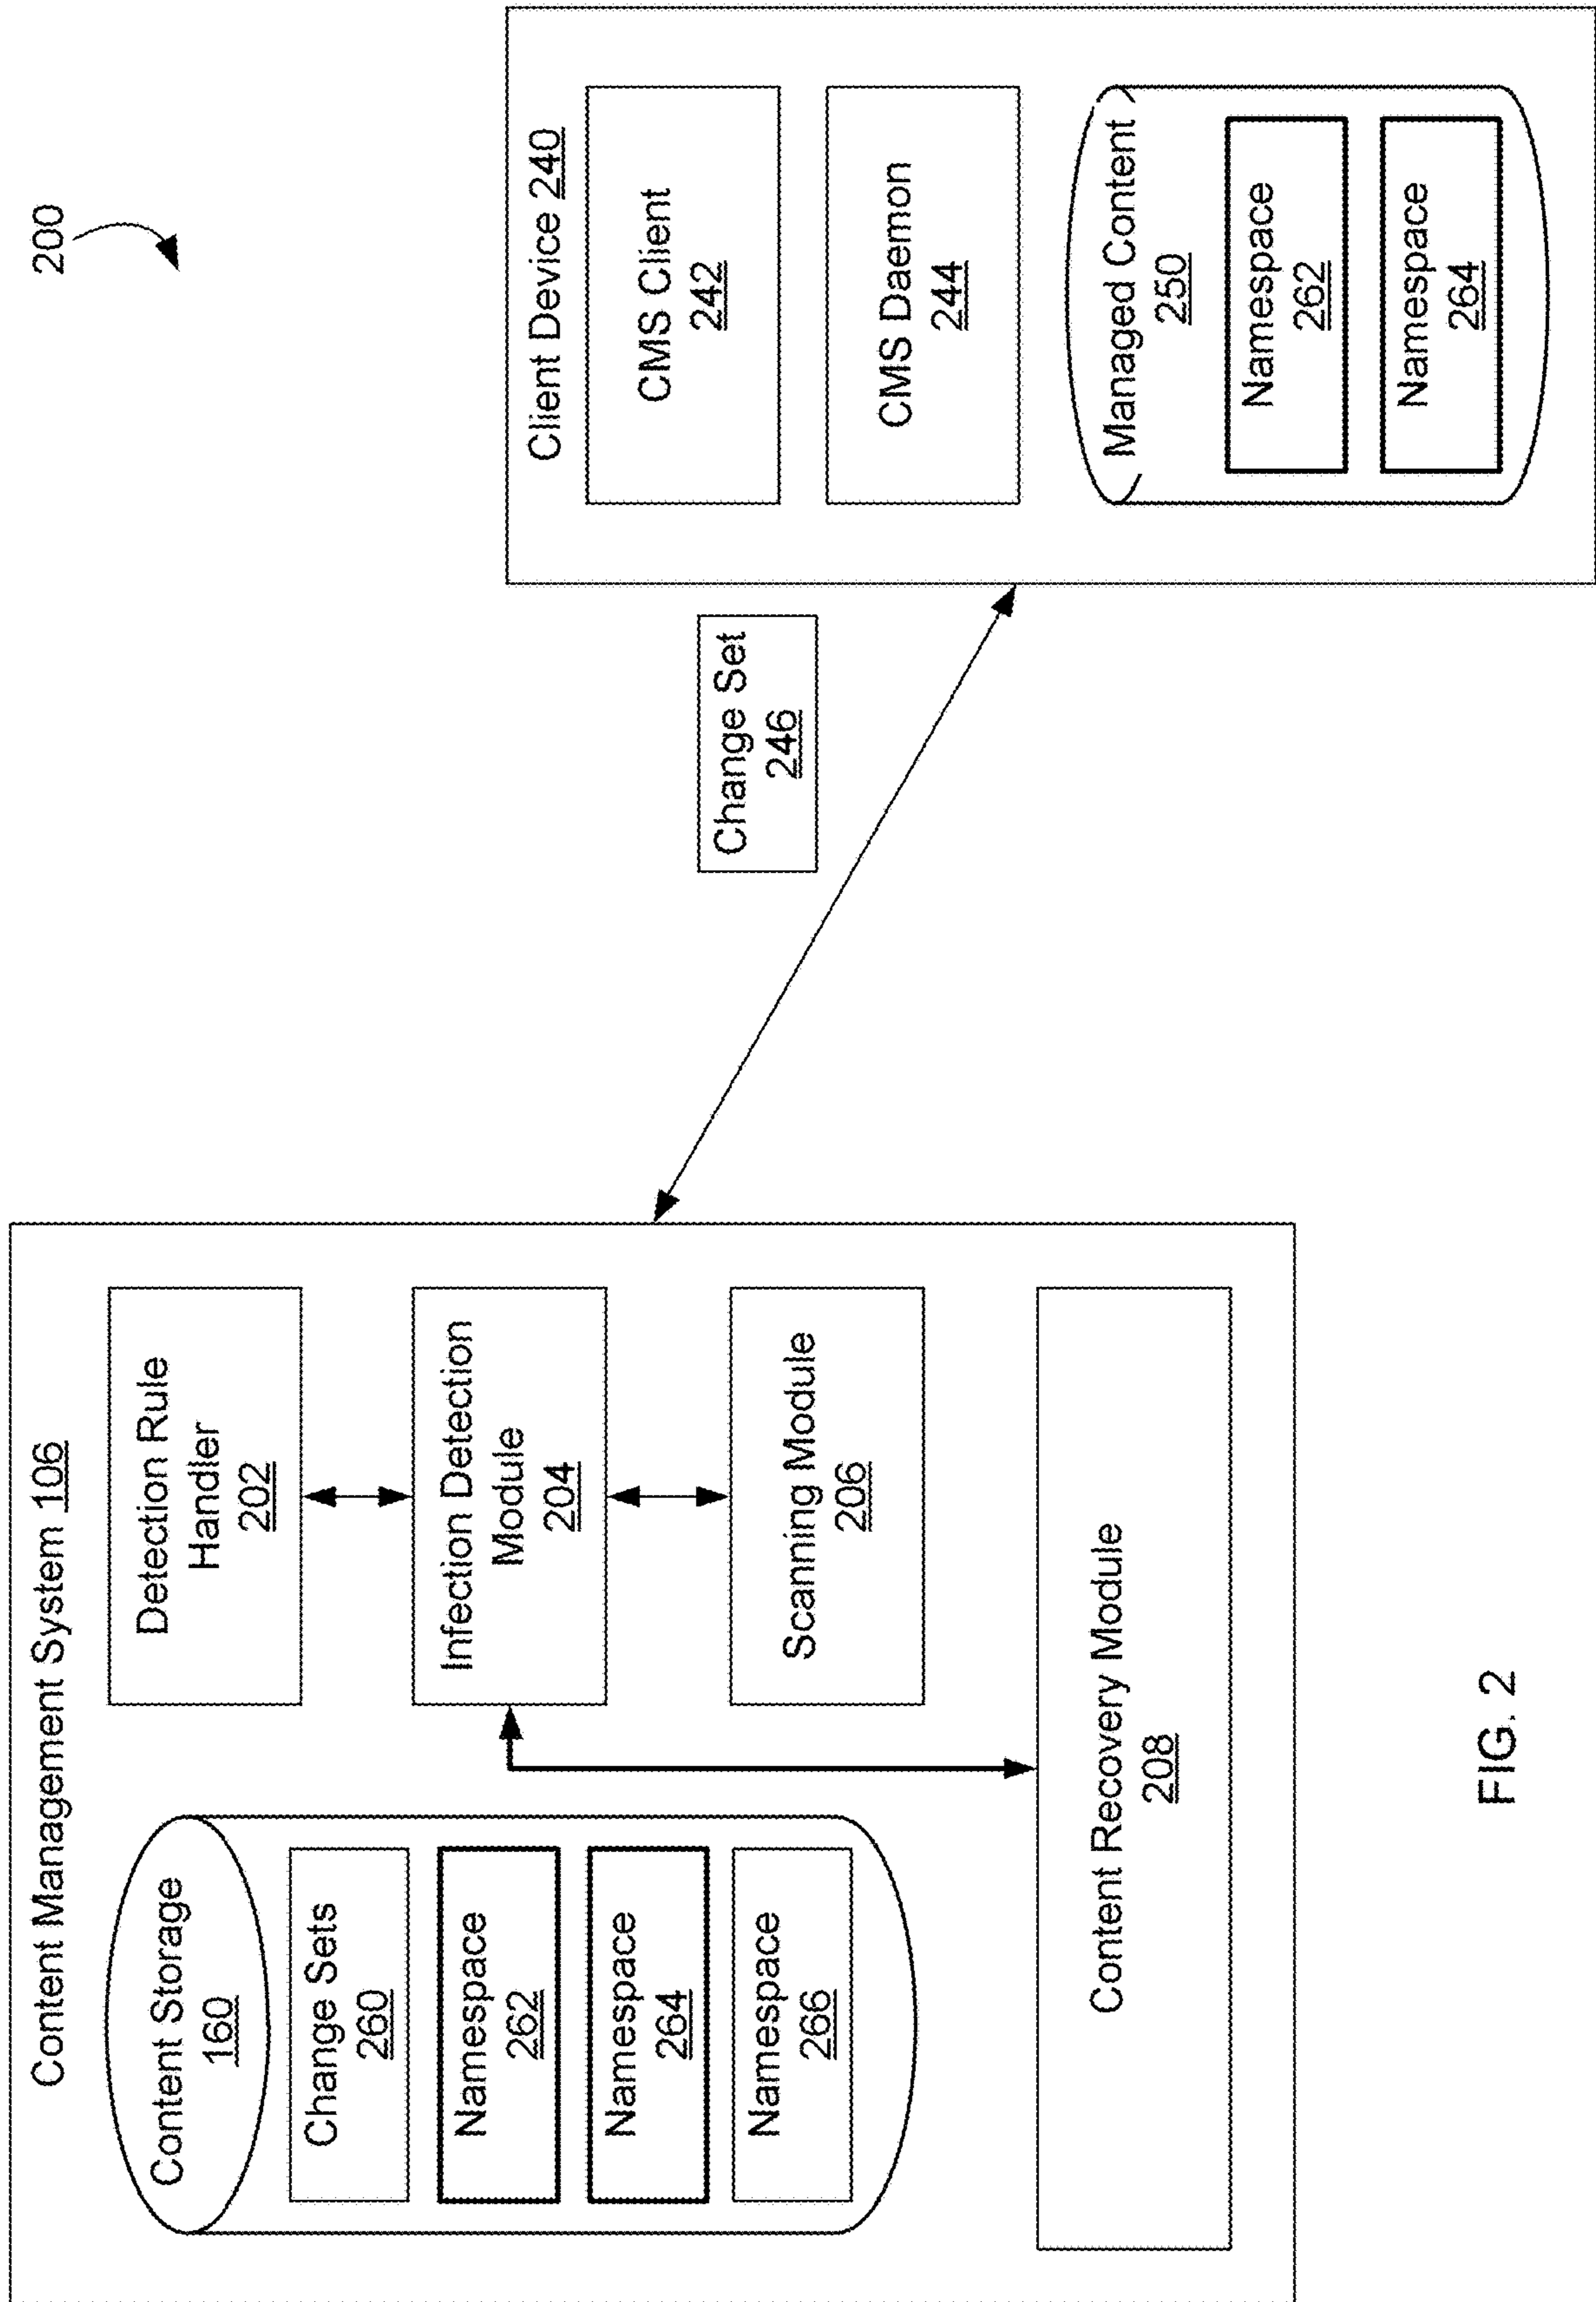 200
Content Management System 106
Content Storage
160
Change Sets
260
Namespace
262
Namespace
264
Namespace
266
Detection Rule
Handler
202
Infection Detection
Module
204
Scanning Module
206
Content Recovery Module
208
Change Set
246
Client Device 240
CMS Client
242
CMS Daemon
244
Managed Content
250
Namespace
262
Namespace
264
FIG. 2